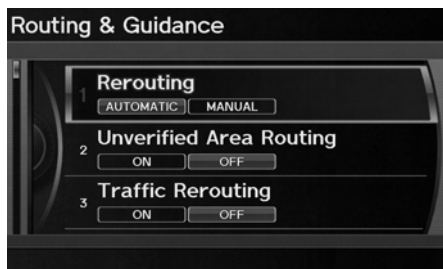 Routing & Guidance
1 Rerouting
AUTOMATIC MANUAL
2 Unverified Area Routing
ON OFF
3 Traffic Rerouting
ON OFF